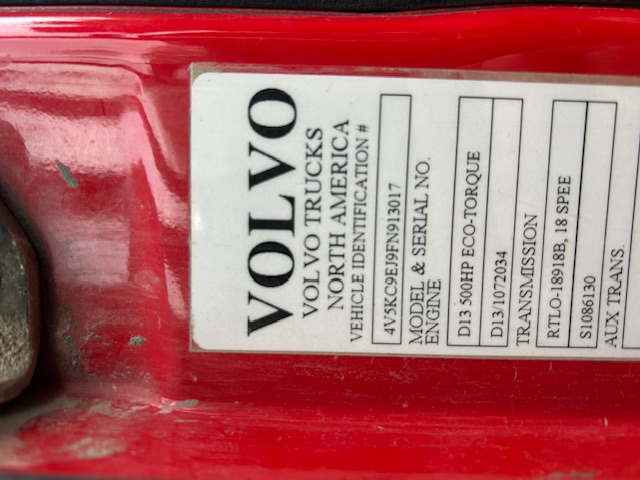 VOLVO
VOLVO TRUCKS
NORTH AMERICA
VEHICLE IDENTIFICATION #
4V5KC9EJ9FN913017
MODEL & SERIAL NO.
ENGINE
D13 500HP ECO-TORQUE
D13/1072034
TRANSMISSION
RTLO-18918B, 18 SPEE
S1086130
AUX TRANS.